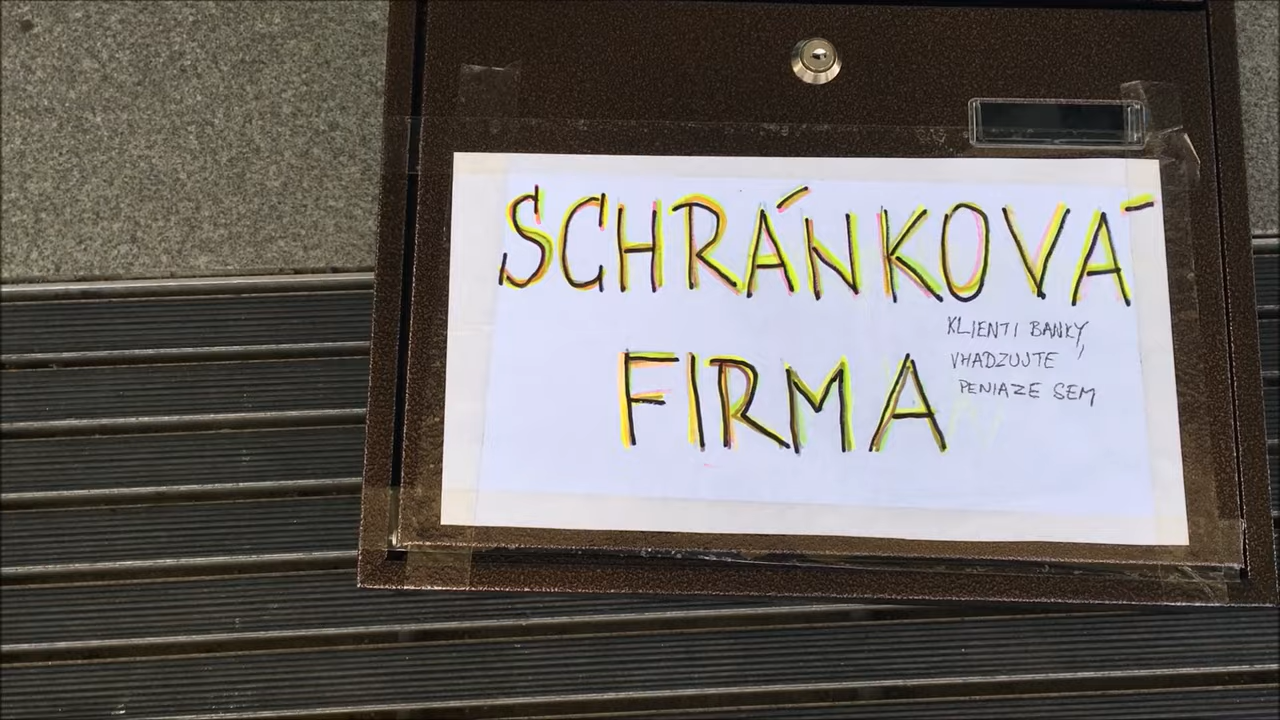 SCHRÁNKOVÁ
FIRMA
KLIENTI BANKY,
VHADZUJTE
PENIAZE SEM